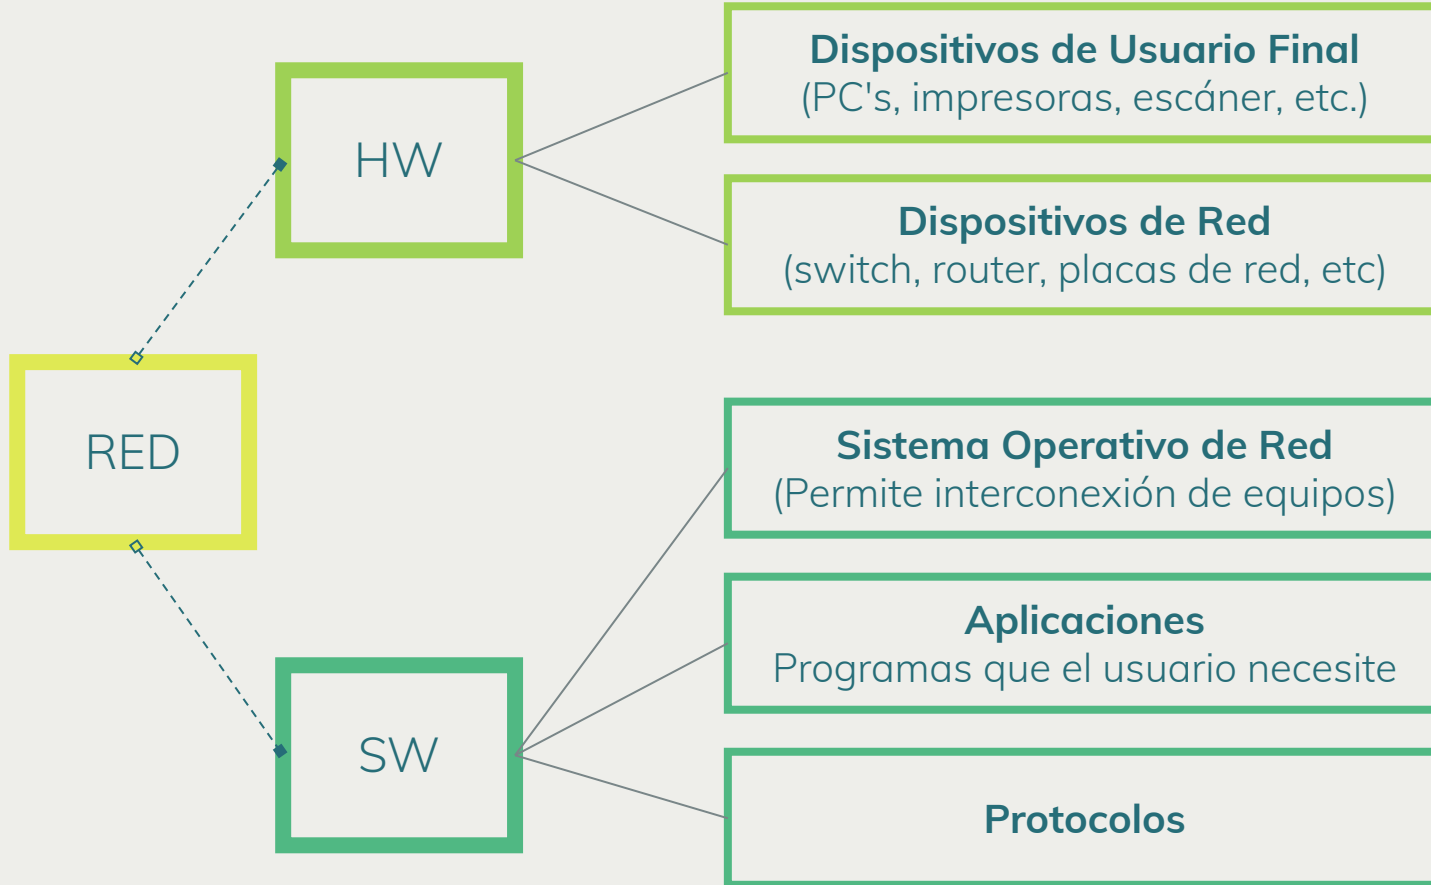 Dispositivos de Usuario Final
(PC's, impresoras, escáner, etc.)
HW
Dispositivos de Red
(switch, router, placas de red, etc)
RED
Sistema Operativo de Red
(Permite interconexión de equipos)
Aplicaciones
Programas que el usuario necesite
SW
Protocolos